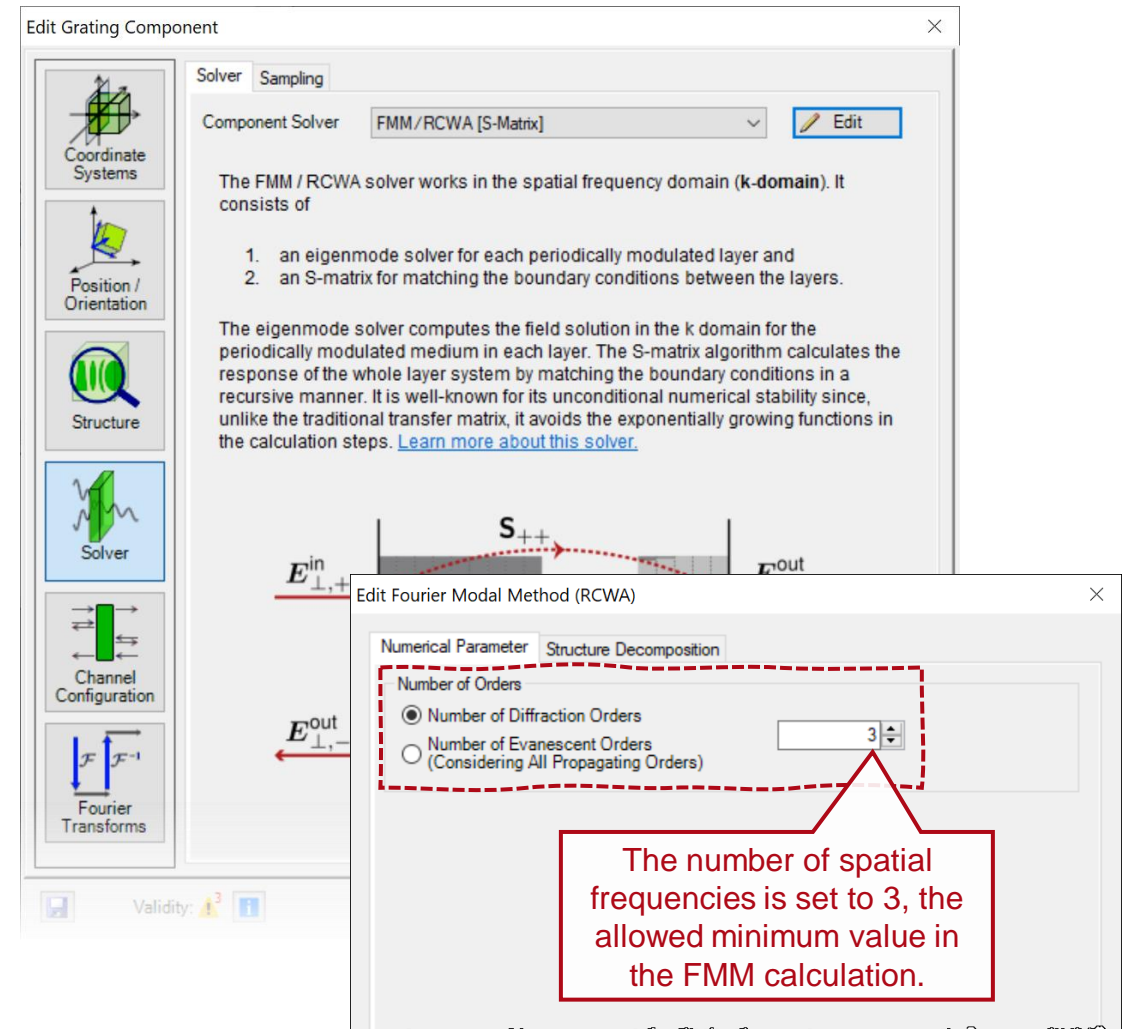 Edit Grating Component
Coordinate
Systems
Position /
Orientation
Structure
Solver
Channel
Configuration
F F-1
Fourier
Transforms
Solver Sampling
Component Solver FMM/RCWA [S-Matrix] Edit
The FMM / RCWA solver works in the spatial frequency domain (k-domain). It
consists of
1. an eigenmode solver for each periodically modulated layer and
2. an S-matrix for matching the boundary conditions between the layers.
The eigenmode solver computes the field solution in the k domain for the
periodically modulated medium in each layer. The S-matrix algorithm calculates the
response of the whole layer system by matching the boundary conditions in a
recursive manner. It is well-known for its unconditional numerical stability since,
unlike the traditional transfer matrix, it avoids the exponentially growing functions in
the calculation steps. Learn more about this solver.
S++
E in ⊥,+
E out
E out ⊥,−
Validity: 3
Edit Fourier Modal Method (RCWA)
Numerical Parameter Structure Decomposition
Number of Orders
Number of Diffraction Orders
3
Number of Evanescent Orders
(Considering All Propagating Orders)
The number of spatial
frequencies is set to 3, the
allowed minimum value in
the FMM calculation.